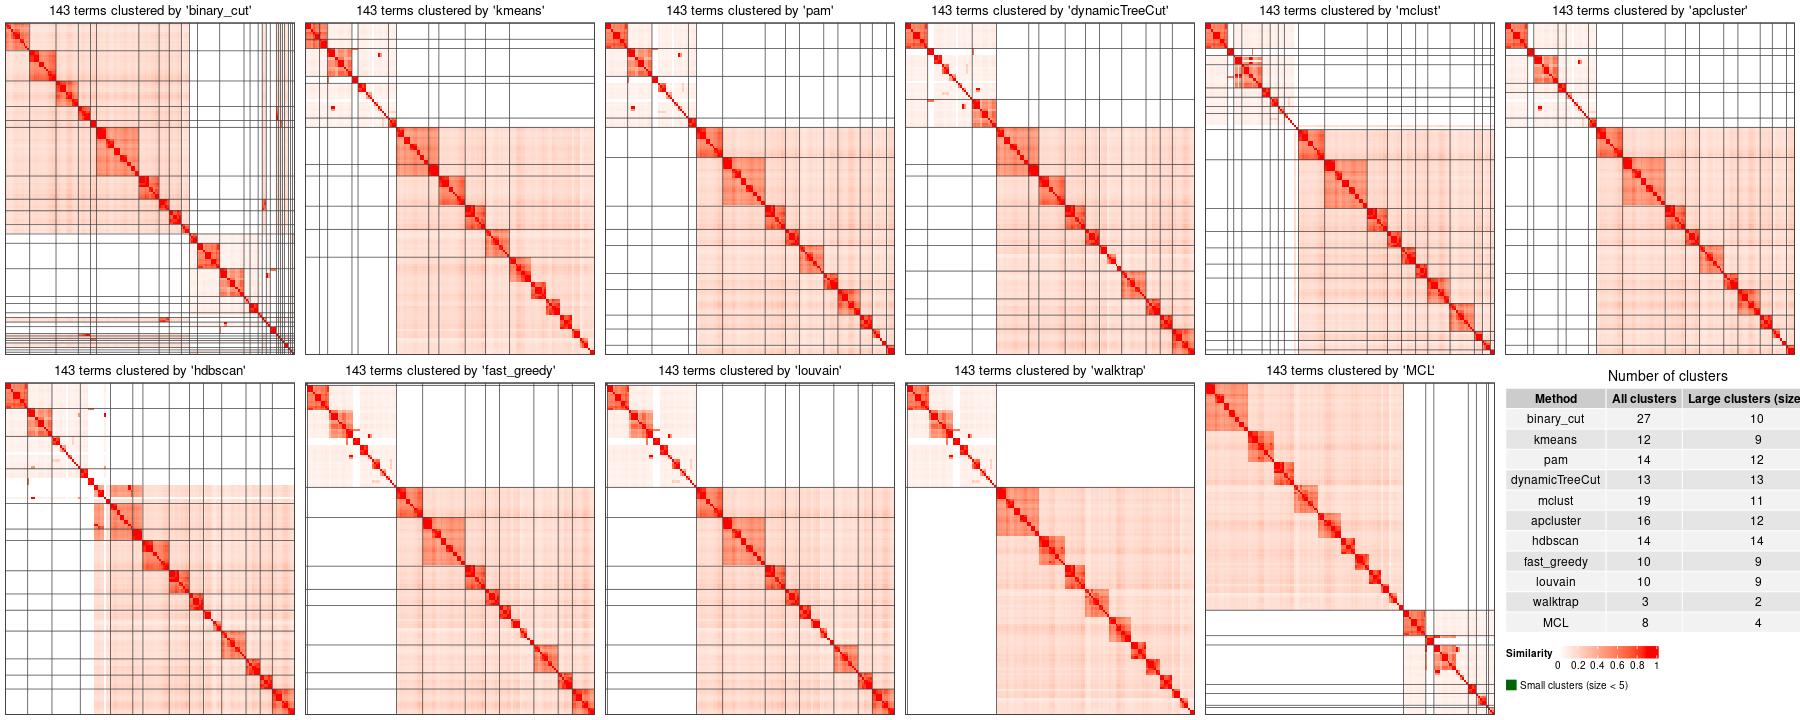 143 terms clustered by 'binary_cut'
143 terms clustered by 'kmeans'
143 terms clustered by 'pam'
143 terms clustered by 'dynamicTreeCut'
143 terms clustered by 'mclust'
143 terms clustered by 'apcluster'
143 terms clustered by 'hdbscan'
143 terms clustered by 'fast_greedy'
143 terms clustered by 'louvain'
143 terms clustered by 'walktrap'
143 terms clustered by 'MCL'
Number of clusters
Method All clusters Large clusters (size
binary_cut 27 10
kmeans 12 9
pam 14 12
dynamicTreeCut 13 13
mclust 19 11
apcluster 16 12
hdbscan 14 14
fast_greedy 10 9
louvain 10 9
walktrap 3 2
MCL 8 4
Similarity
0 0.2 0.4 0.6 0.8 1
Small clusters (size < 5)